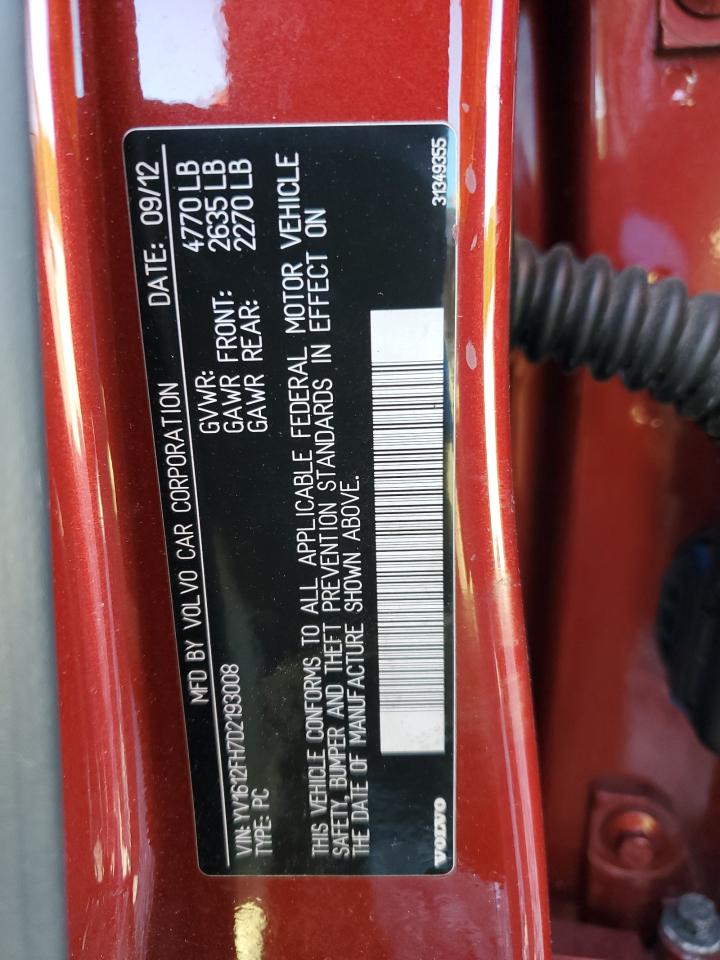 MFD BY VOLVO CAR CORPORATION DATE: 09/12
GVWR: 4770 LB
GAWR FRONT: 2635 LB
GAWR REAR: 2270 LB
VIN: YV1612FH7D2193008
TYPE: PC
THIS VEHICLE CONFORMS TO ALL APPLICABLE FEDERAL MOTOR VEHICLE
SAFETY, BUMPER AND THEFT PREVENTION STANDARDS IN EFFECT ON
THE DATE OF MANUFACTURE SHOWN ABOVE.
VOLVO 31349355